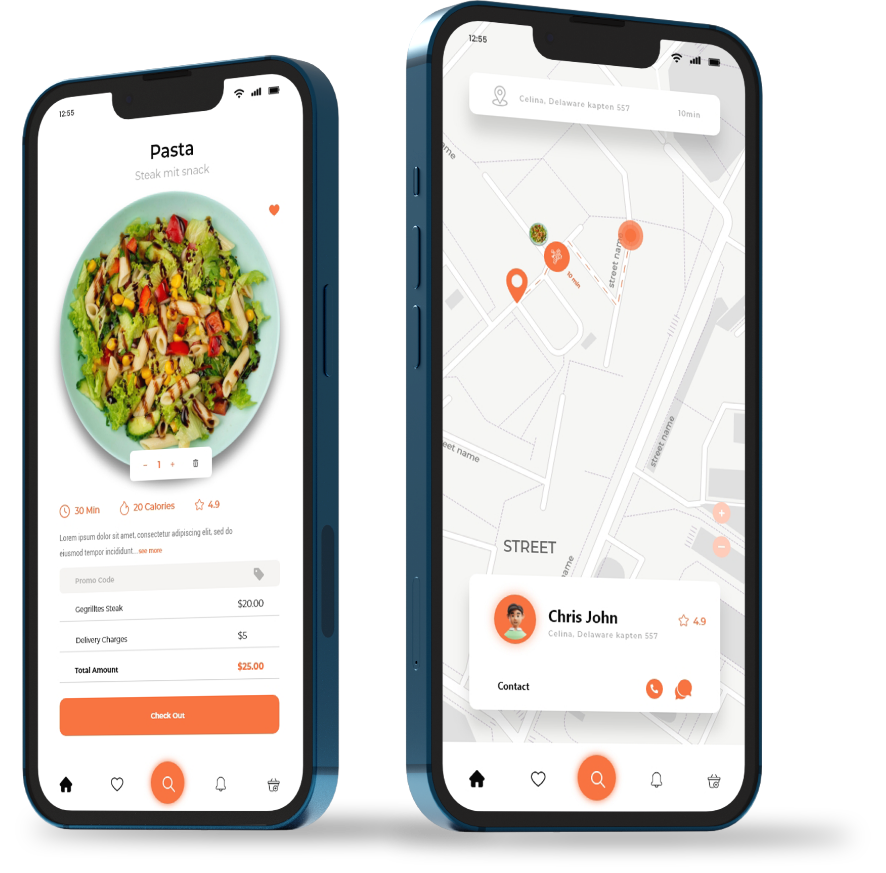 12:55
Pasta
Steak mit snack
- 1 +
30 Min
20 Calories
4.9
Lorem ipsum dolor sit amet, consectetur adipiscing elit, sed do
eiusmod tempor incididunt... see more
Promo Code
Gegrilltes Steak
$20.00
Delivery Charges
$5
Total Amount
$25.00
Check Out
12:55
Celina, Delaware kapten 557
10min
ame
street name
10 min
street name
eet name
STREET
name
Chris John
4.9
Celina, Delaware kapten 557
Contact